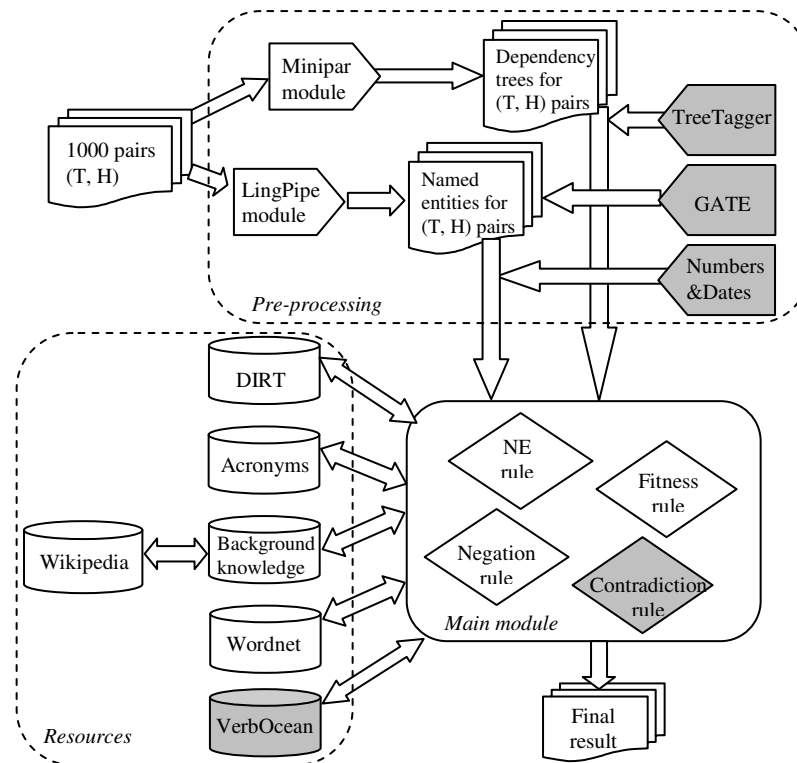 Minipar
module
Dependency
trees for
(T, H) pairs
TreeTagger
1000 pairs
(T, H)
LingPipe
module
Named
entities for
(T, H) pairs
GATE
Numbers
&Dates
Pre-processing
DIRT
Acronyms
Wikipedia
Background
knowledge
Wordnet
VerbOcean
Resources
NE
rule
Fitness
rule
Negation
rule
Contradiction
rule
Main module
Final
result